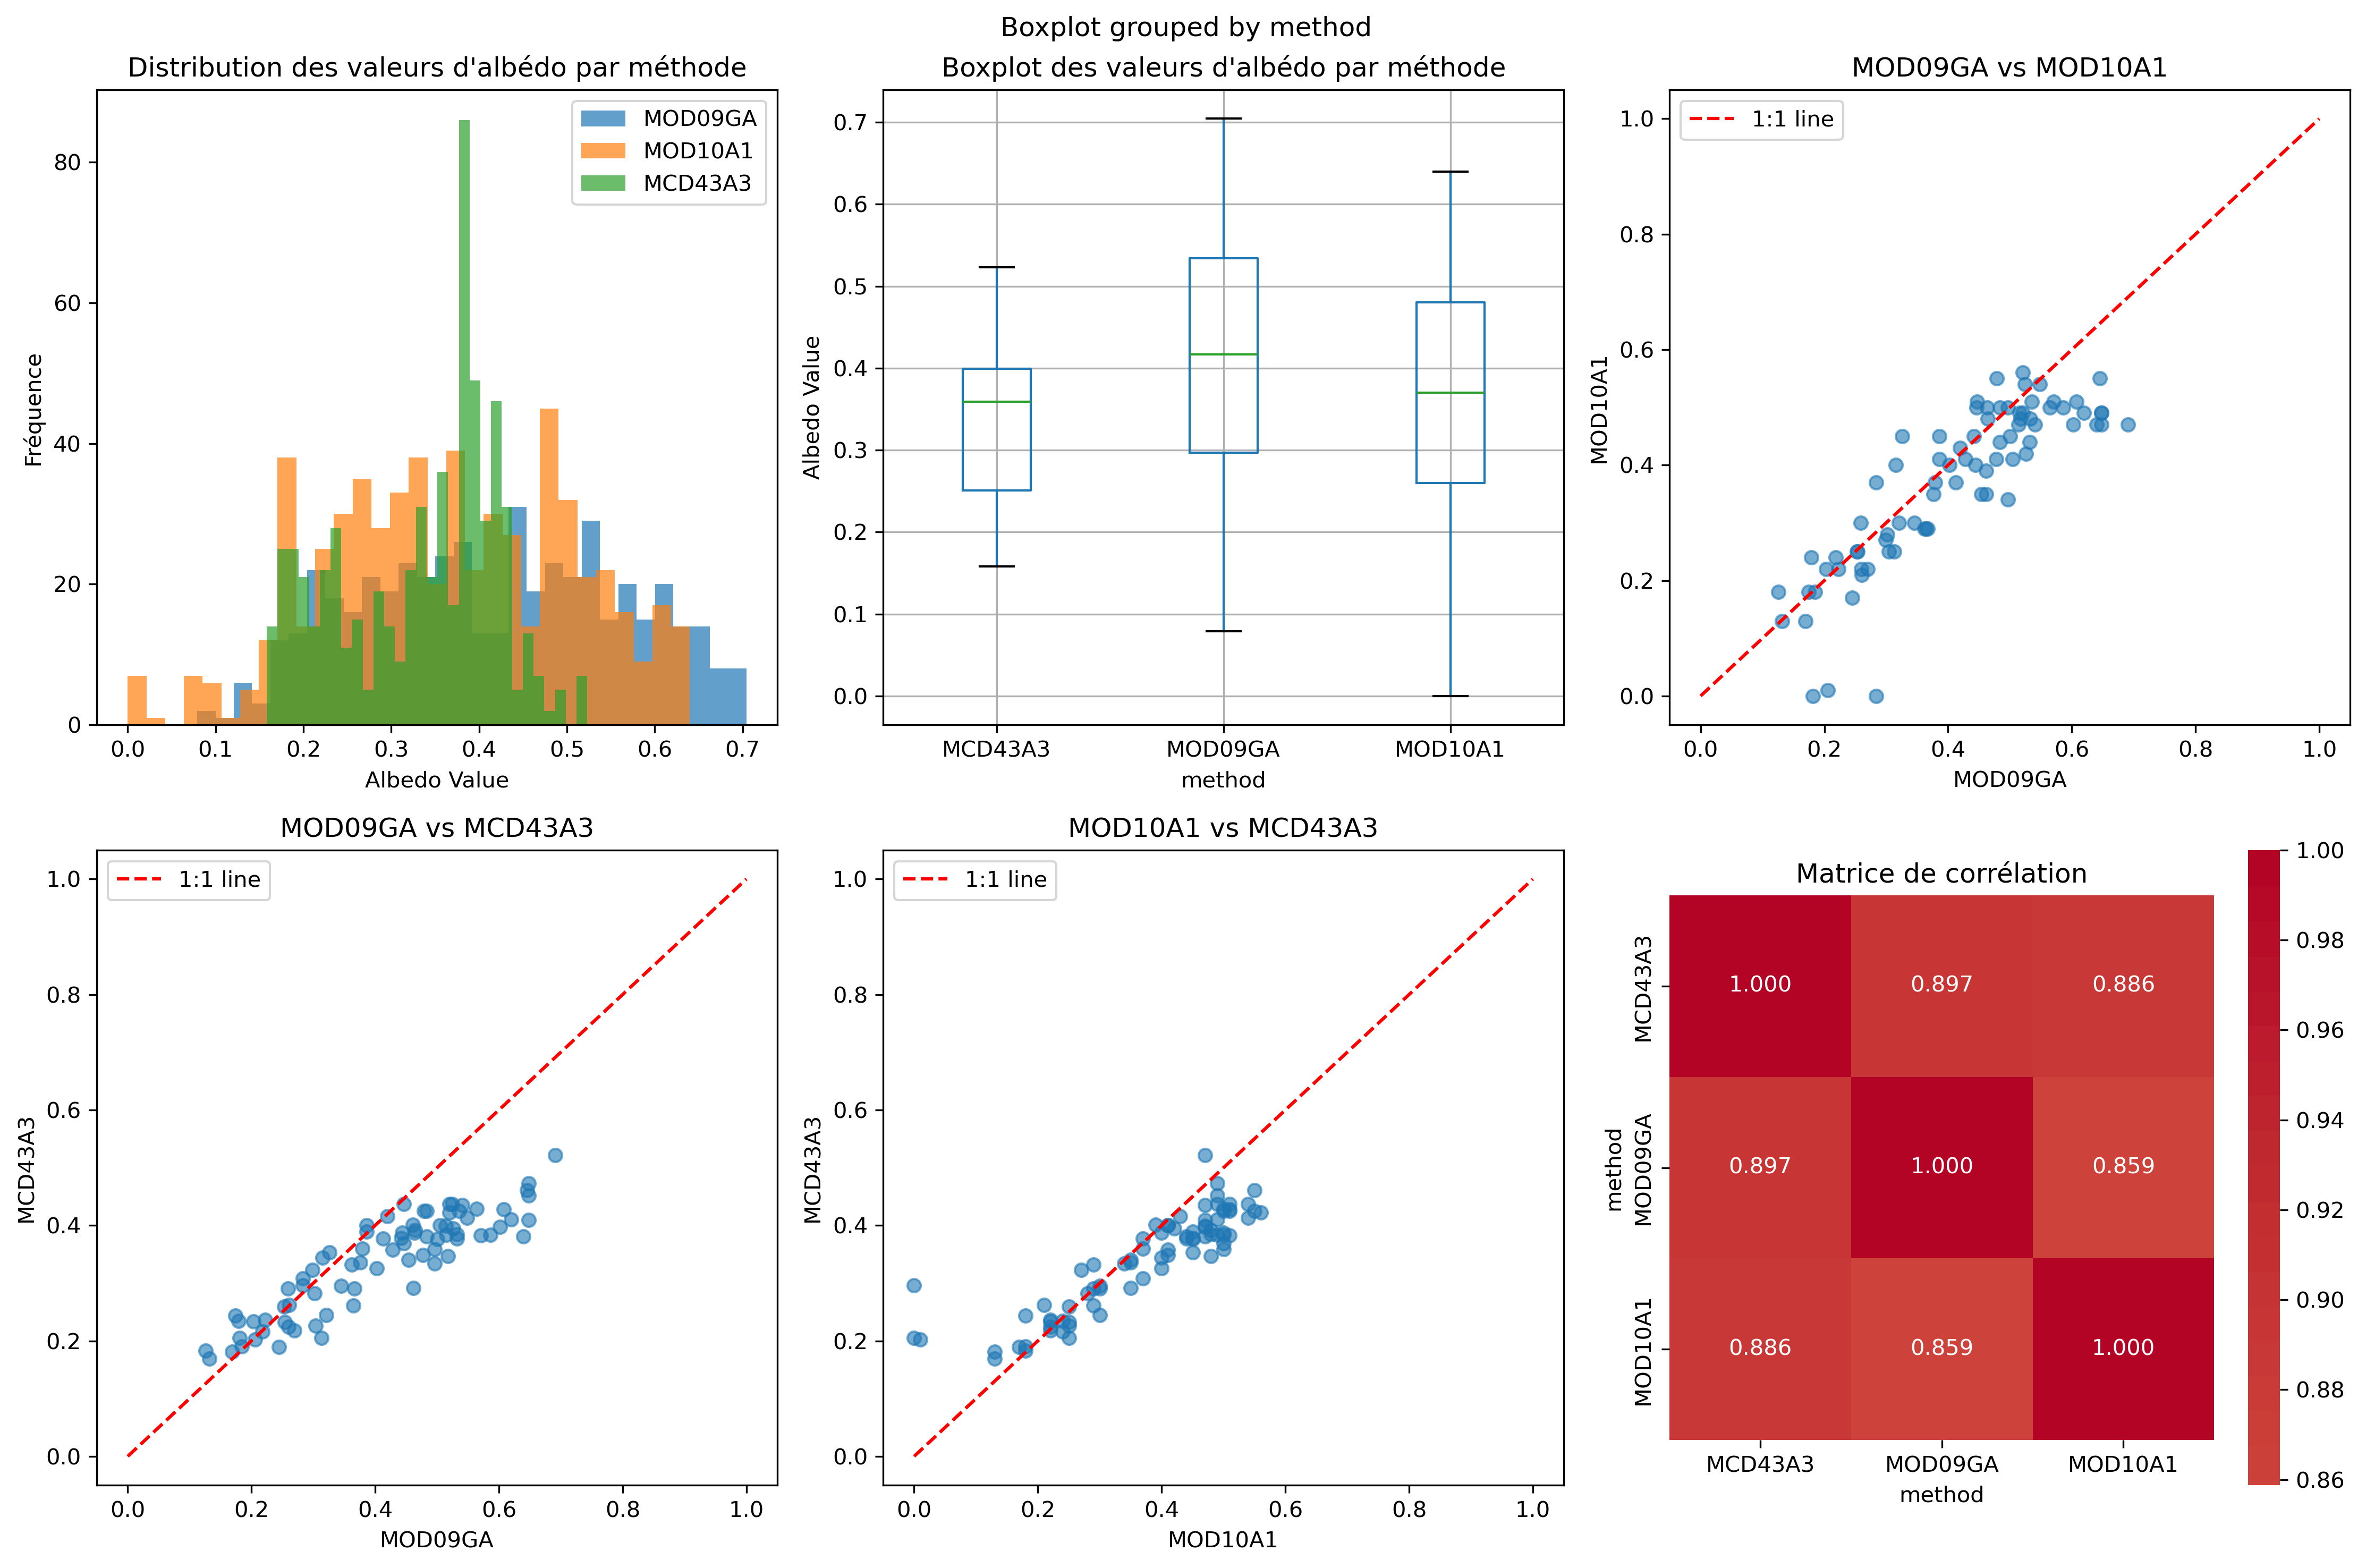 Boxplot grouped by method
Distribution des valeurs d'albédo par méthode
Fréquence
80
60
40
20
0
MOD09GA
MOD10A1
MCD43A3
0.0 0.1 0.2 0.3 0.4 0.5 0.6 0.7
Albedo Value
Boxplot des valeurs d'albédo par méthode
Albedo Value
0.7
0.6
0.5
0.4
0.3
0.2
0.1
0.0
MCD43A3 MOD09GA MOD10A1
method
MOD09GA vs MOD10A1
1:1 line
MOD10A1
1.0
0.8
0.6
0.4
0.2
0.0
0.0 0.2 0.4 0.6 0.8 1.0
MOD09GA
MOD09GA vs MCD43A3
1:1 line
MCD43A3
1.0
0.8
0.6
0.4
0.2
0.0
0.0 0.2 0.4 0.6 0.8 1.0
MOD09GA
MOD10A1 vs MCD43A3
1:1 line
MCD43A3
1.0
0.8
0.6
0.4
0.2
0.0
0.0 0.2 0.4 0.6 0.8 1.0
MOD10A1
Matrice de corrélation
method
MCD43A3
MOD09GA
MOD10A1
1.000 0.897 0.886
0.897 1.000 0.859
0.886 0.859 1.000
MCD43A3 MOD09GA MOD10A1
method
1.00
0.98
0.96
0.94
0.92
0.90
0.88
0.86